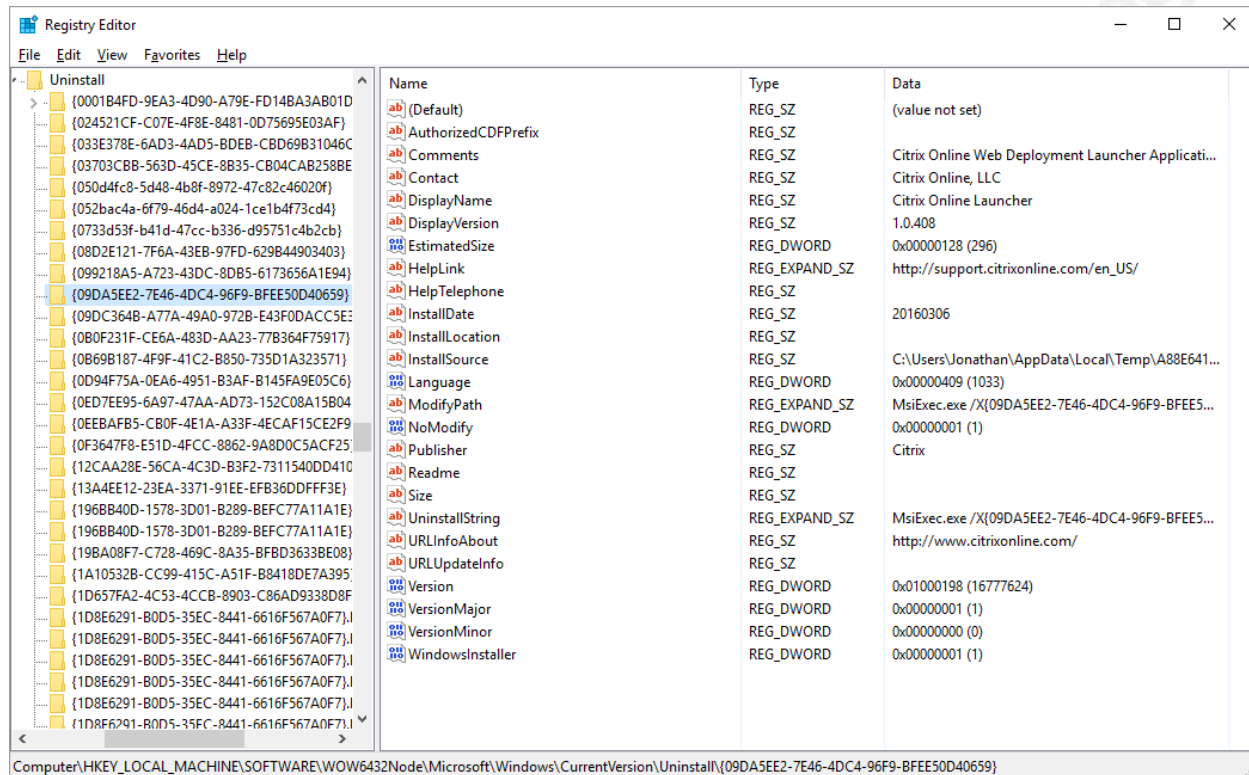 Registry Editor
File Edit View Favorites Help
Uninstall
{0001B4FD-9EA3-4D90-A79E-FD14BA3AB01D
{024521CF-C07E-4F8E-8481-0D75695E03AF}
{033E378E-6AD3-4AD5-BDEB-CBD69B31046C
{03703CBB-563D-45CE-8B35-CB04CAB258BE
{050d4fc8-5d48-4b8f-8972-47c82c46020f}
{052bac4a-6f79-46d4-a024-1ce1b4f73cd4}
{0733d53f-b41d-47cc-b336-d95751c4b2cb}
{08D2E121-7F6A-43EB-97FD-629B44903403}
{099218A5-A723-43DC-8DB5-6173656A1E94}
{09DA5EE2-7E46-4DC4-96F9-BFEE50D40659}
{09DC364B-A77A-49A0-972B-E43F0DACC5E3
{0B0F231F-CE6A-483D-AA23-77B364F75917}
{0B69B187-4F9F-41C2-B850-735D1A323571}
{0D94F75A-0EA6-4951-B3AF-B145FA9E05C6}
{0ED7EE95-6A97-47AA-AD73-152C08A15B04
{0EEBAFB5-CB0F-4E1A-A33F-4ECAF15CE2F9
{0F3647F8-E51D-4FCC-8862-9A8D0C5ACF25}
{12CAA28E-56CA-4C3D-B3F2-7311540DD410
{13A4EE12-23EA-3371-91EE-EFB36DDFFF3E}
{196BB40D-1578-3D01-B289-BEFC77A11A1E}
{196BB40D-1578-3D01-B289-BEFC77A11A1E}
{19BA08F7-C728-469C-8A35-BFBD3633BE08}
{1A10532B-CC99-415C-A51F-B8418DE7A395}
{1D657FA2-4C53-4CCB-8903-C86AD9338D8F
{1D8E6291-B0D5-35EC-8441-6616F567A0F7}.
{1D8E6291-B0D5-35EC-8441-6616F567A0F7}.
{1D8E6291-B0D5-35EC-8441-6616F567A0F7}.
{1D8E6291-B0D5-35EC-8441-6616F567A0F7}.
{1D8E6291-B0D5-35EC-8441-6616F567A0F7}.
{1D8E6291-B0D5-35EC-8441-6616F567A0F7}.
Name Type Data
(Default) REG_SZ (value not set)
AuthorizedCDFPrefix REG_SZ
Comments REG_SZ Citrix Online Web Deployment Launcher Applicati...
Contact REG_SZ Citrix Online, LLC
DisplayName REG_SZ Citrix Online Launcher
DisplayVersion REG_SZ 1.0.408
EstimatedSize REG_DWORD 0x00000128 (296)
HelpLink REG_EXPAND_SZ http://support.citrixonline.com/en_US/
HelpTelephone REG_SZ
InstallDate REG_SZ 20160306
InstallLocation REG_SZ
InstallSource REG_SZ C:\Users\Jonathan\AppData\Local\Temp\A88E641...
Language REG_DWORD 0x00000409 (1033)
ModifyPath REG_EXPAND_SZ MsiExec.exe /X{09DA5EE2-7E46-4DC4-96F9-BFEE5...
NoModify REG_DWORD 0x00000001 (1)
Publisher REG_SZ Citrix
Readme REG_SZ
Size REG_SZ
UninstallString REG_EXPAND_SZ MsiExec.exe /X{09DA5EE2-7E46-4DC4-96F9-BFEE5...
URLInfoAbout REG_SZ http://www.citrixonline.com/
URLUpdateInfo REG_SZ
Version REG_DWORD 0x01000198 (16777624)
VersionMajor REG_DWORD 0x00000001 (1)
VersionMinor REG_DWORD 0x00000000 (0)
WindowsInstaller REG_DWORD 0x00000001 (1)
Computer\HKEY_LOCAL_MACHINE\SOFTWARE\WOW6432Node\Microsoft\Windows\CurrentVersion\Uninstall\{09DA5EE2-7E46-4DC4-96F9-BFEE50D40659}